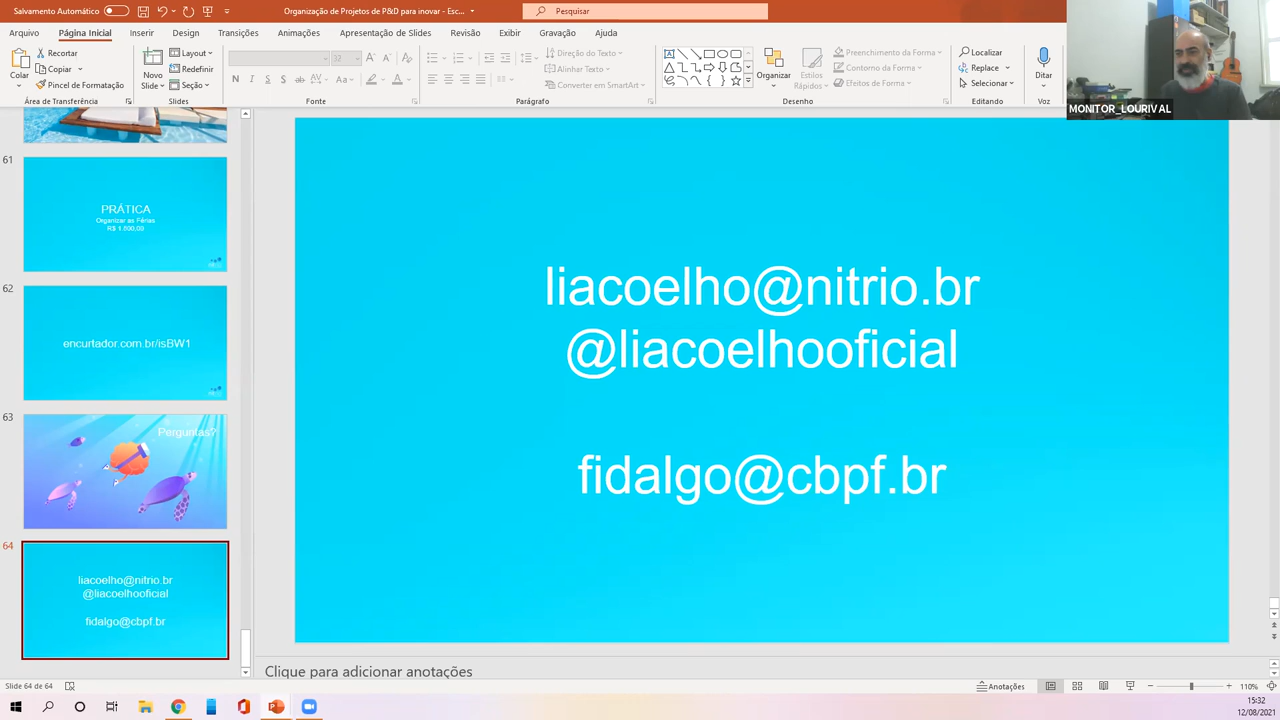 Salvamento Automático
Organização de Projetos de P&D para inovar - Esc...
Pesquisar
Arquivo
Página Inicial
Inserir
Design
Transições
Animações
Apresentação de Slides
Revisão
Exibir
Gravação
Ajuda
Colar
Recortar
Copiar
Pincel de Formatação
Área de Transferência
Novo
Slide
Layout
Redefinir
Seção
Slides
32
N I S S ab AV Aa A
Fonte
Direção do Texto
Alinhar Texto
Converter em SmartArt
Parágrafo
Organizar
Estilos
Rápidos
Preenchimento da Forma
Contorno da Forma
Efeitos de Forma
Desenho
Localizar
Replace
Selecionar
Editando
Ditar
Voz
MONITOR_LOURIVAL
61
PRÁTICA
Organizar as Férias
62
encurtador.com.br/isBW1
63
Perguntas?
64
liacoelho@nitrio.br
@liacoelhooficial
fidalgo@cbpf.br
liacoelho@nitrio.br
@liacoelhooficial
fidalgo@cbpf.br
Clique para adicionar anotações
Slide 64 de 64
Anotações
110%
15:32
12/08/2021